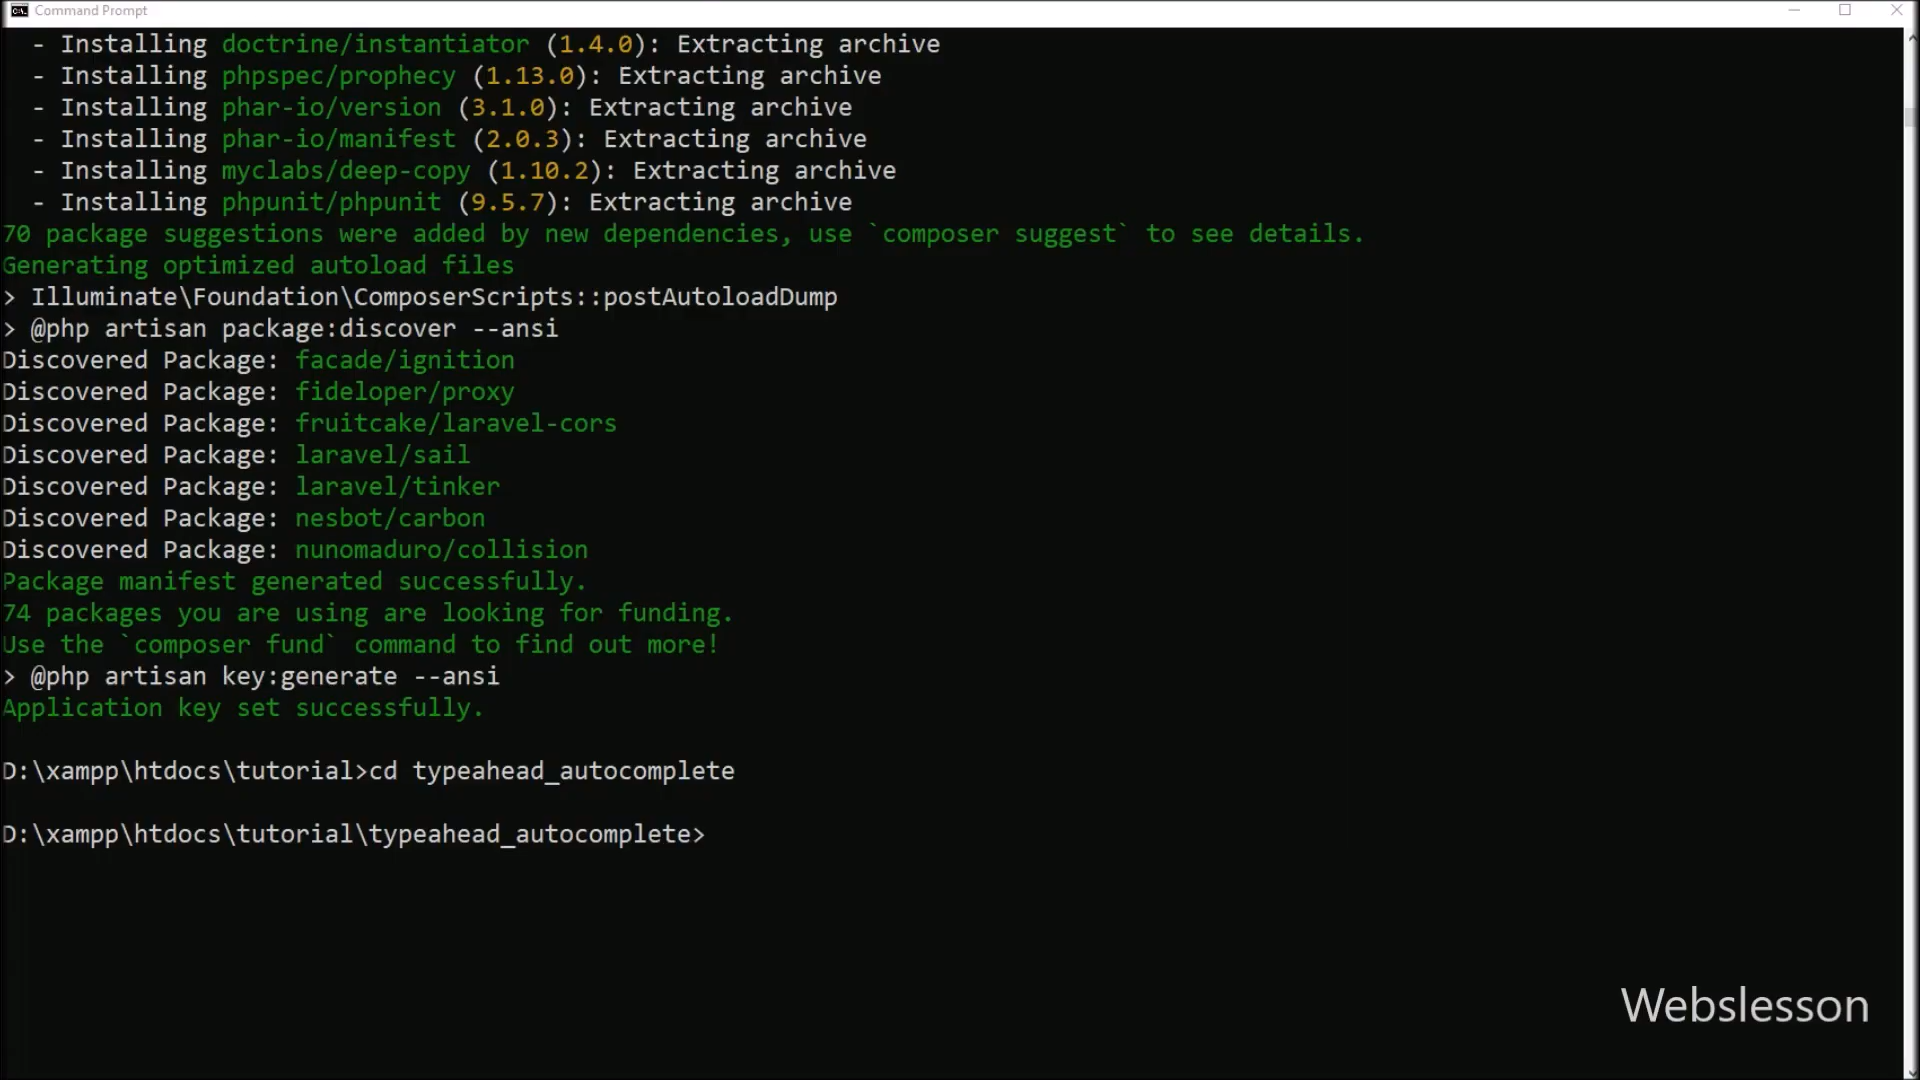 Command Prompt
- Installing doctrine/instantiator (1.4.0): Extracting archive
- Installing phpspec/prophecy (1.13.0): Extracting archive
- Installing phar-io/version (3.1.0): Extracting archive
- Installing phar-io/manifest (2.0.3): Extracting archive
- Installing myclabs/deep-copy (1.10.2): Extracting archive
- Installing phpunit/phpunit (9.5.7): Extracting archive
70 package suggestions were added by new dependencies, use `composer suggest` to see details.
Generating optimized autoload files
> Illuminate\Foundation\ComposerScripts::postAutoloadDump
> @php artisan package:discover --ansi
Discovered Package: facade/ignition
Discovered Package: fideloper/proxy
Discovered Package: fruitcake/laravel-cors
Discovered Package: laravel/sail
Discovered Package: laravel/tinker
Discovered Package: nesbot/carbon
Discovered Package: nunomaduro/collision
Package manifest generated successfully.
74 packages you are using are looking for funding.
Use the `composer fund` command to find out more!
> @php artisan key:generate --ansi
Application key set successfully.
D:\xampp\htdocs\tutorial>cd typeahead_autocomplete
D:\xampp\htdocs\tutorial\typeahead_autocomplete>
Webslesson